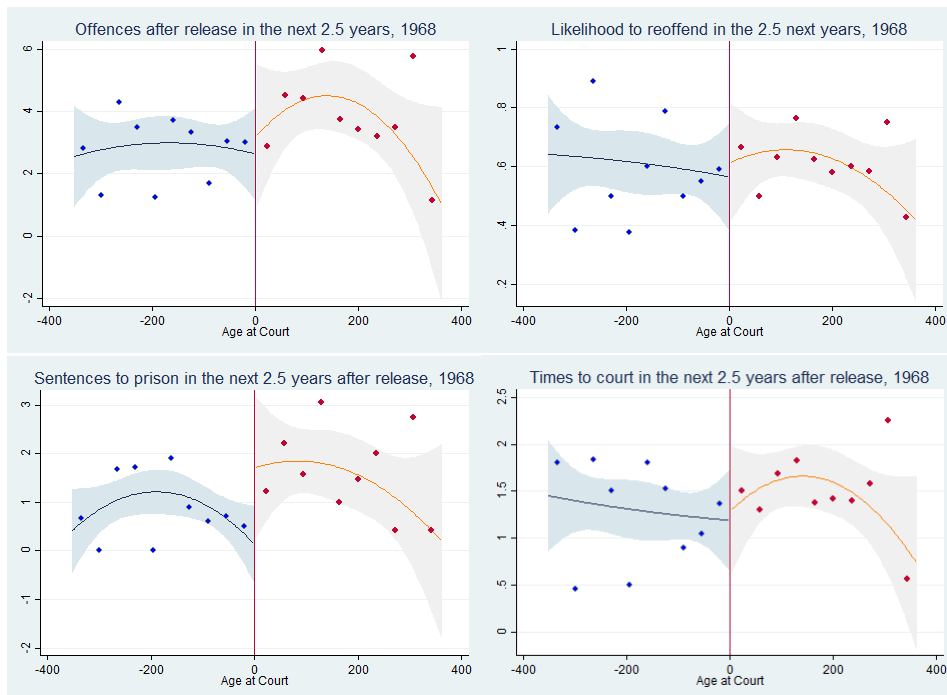 Offences after release in the next 2.5 years, 1968
6
4
2
0
-2
-400 -200 0 200 400
Age at Court
Likelihood to reoffend in the 2.5 next years, 1968
1
.8
.6
.4
.2
-400 -200 0 200 400
Age at Court
Sentences to prison in the next 2.5 years after release, 1968
3
2
1
0
-1
-2
-400 -200 0 200 400
Age at Court
Times to court in the next 2.5 years after release, 1968
2.5
2
1.5
1
.5
0
-400 -200 0 200 400
Age at Court